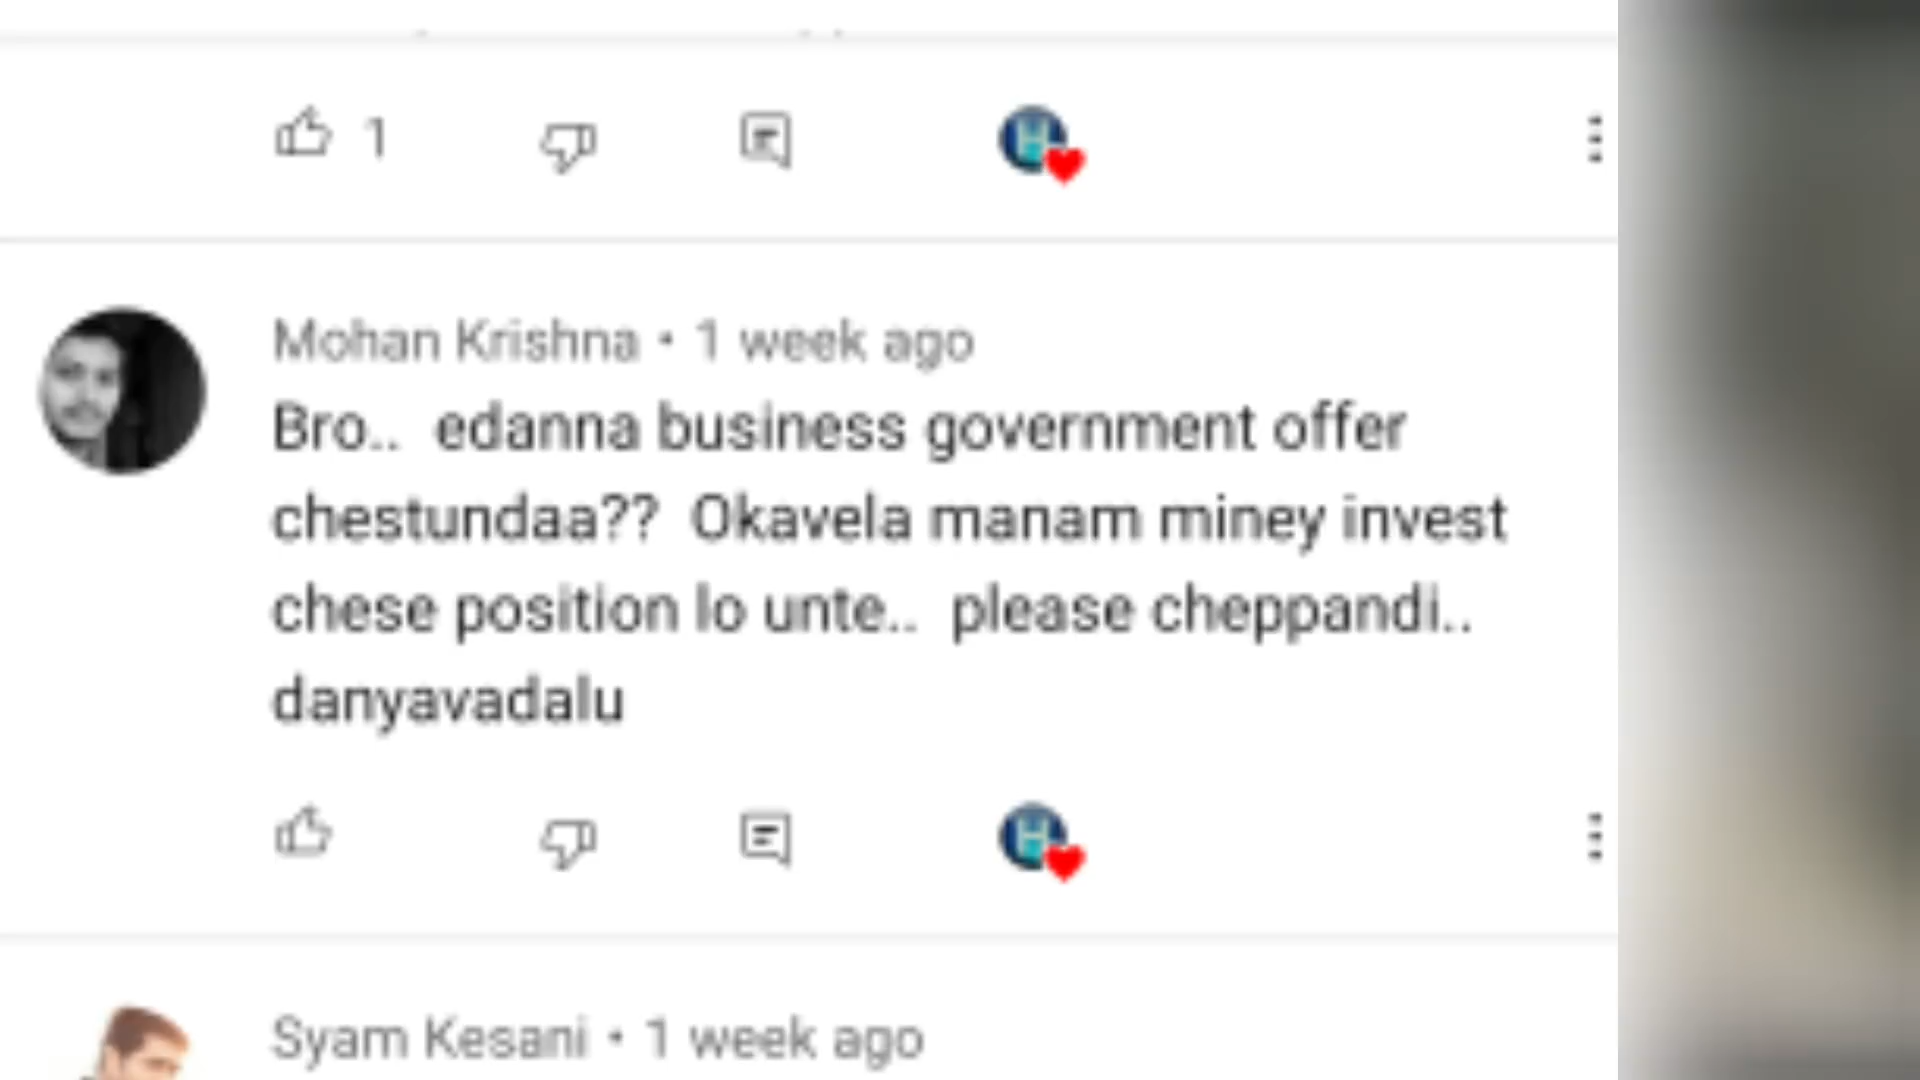 1
Mohan Krishna • 1 week ago
Bro.. edanna business government offer
chestundaa?? Okavela manam miney invest
chese position lo unte.. please cheppandi..
danyavadalu
Syam Kesani • 1 week ago